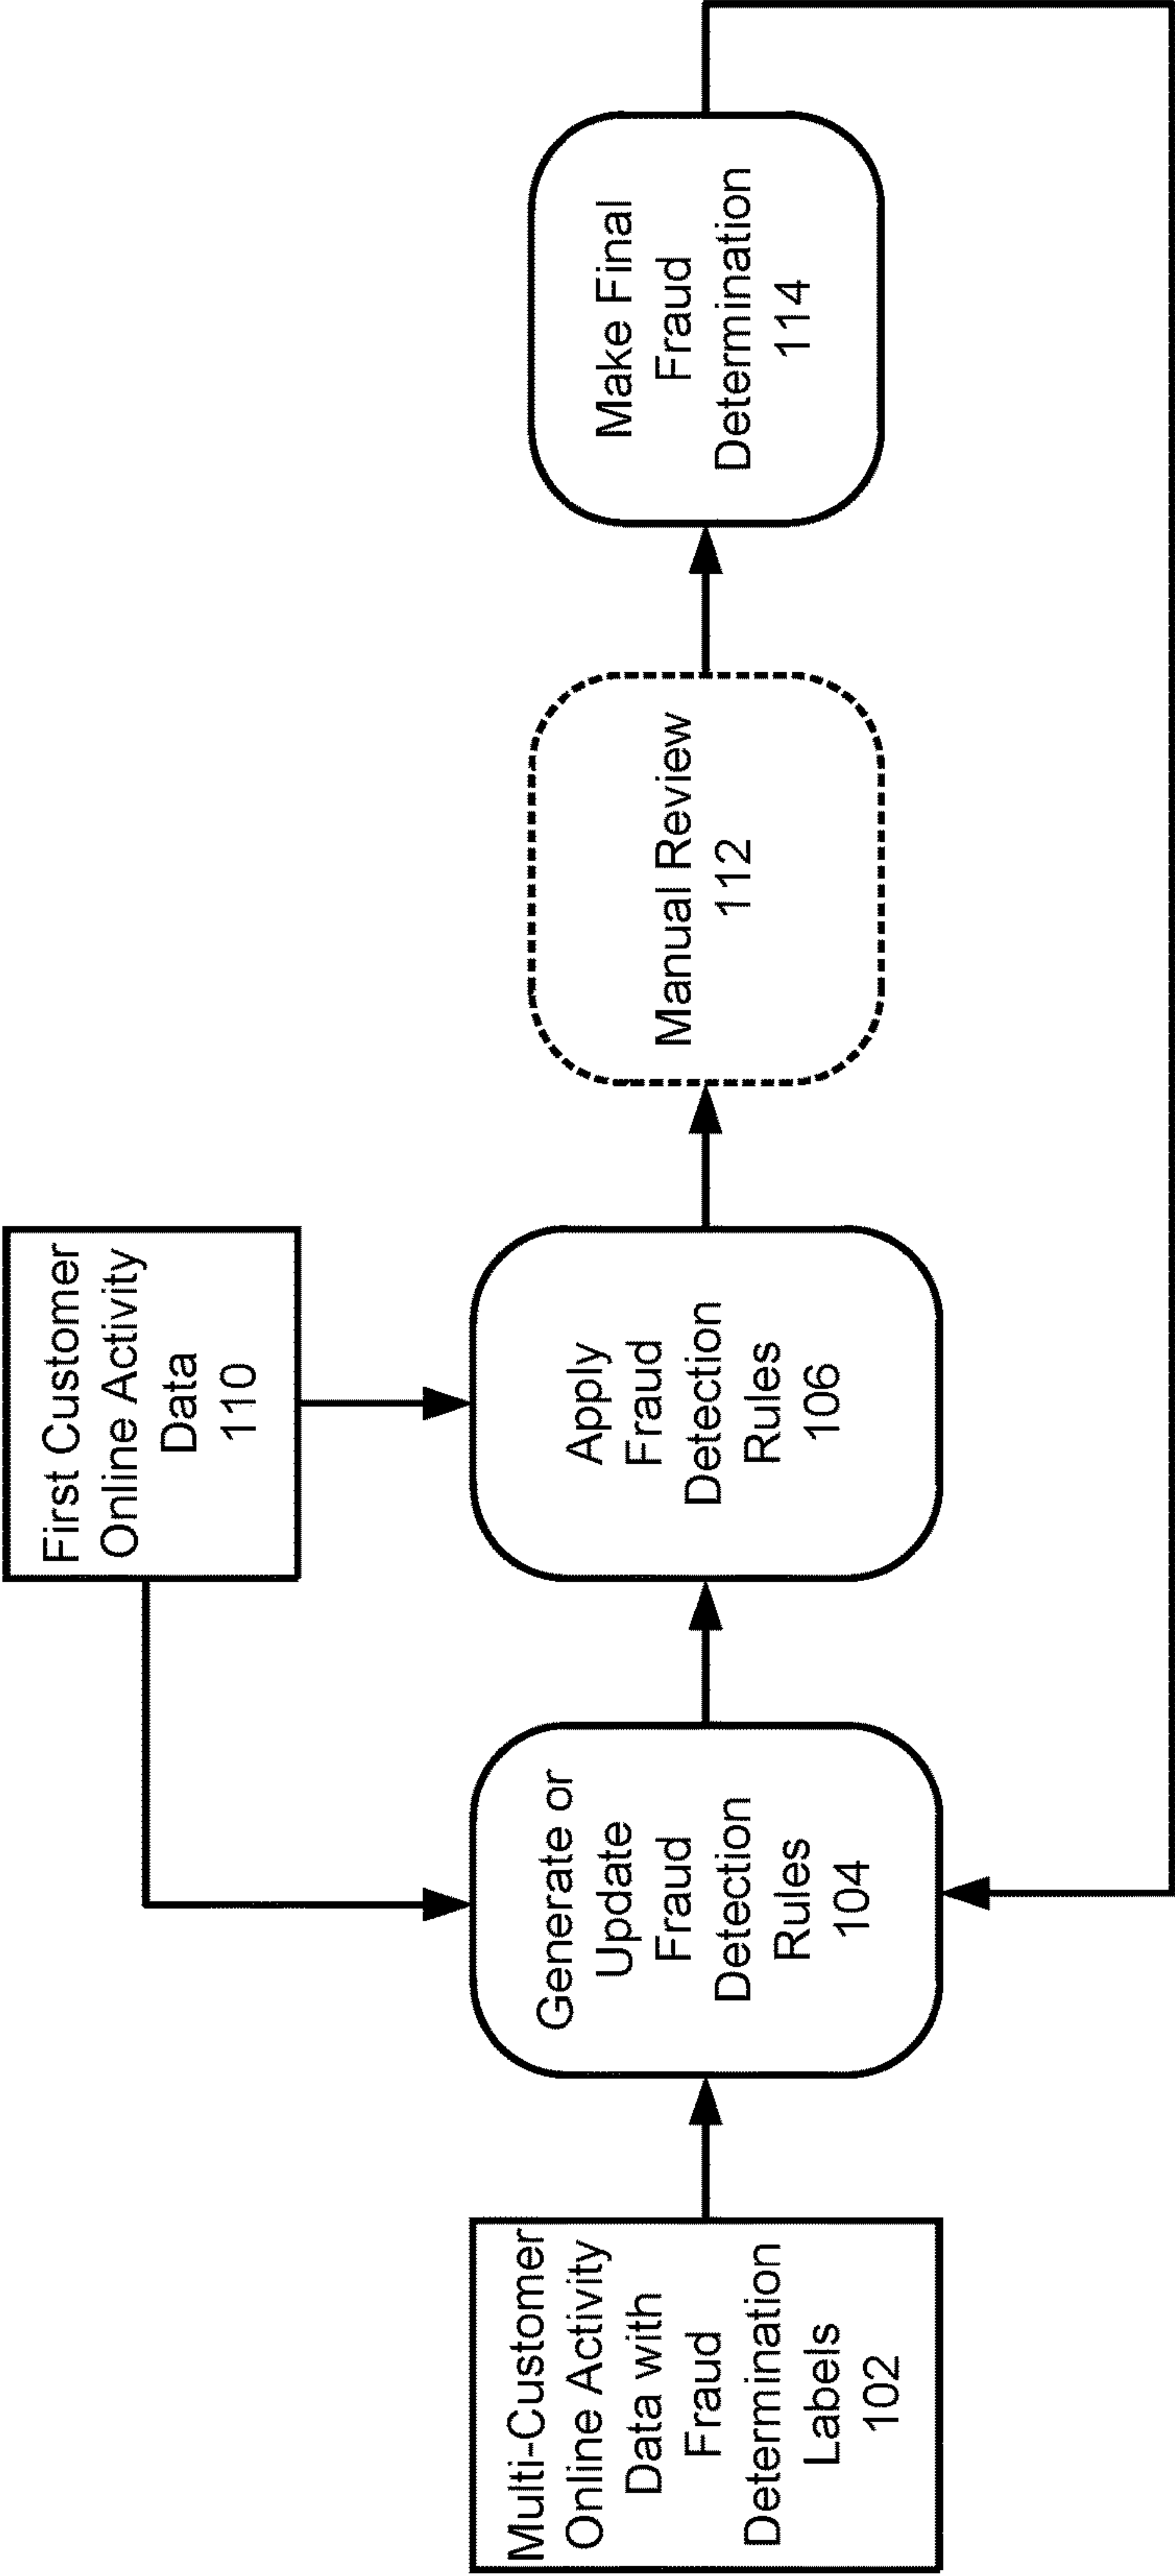 First Customer
Online Activity
Data
110
Multi-Customer
Online Activity
Data with
Fraud
Determination
Labels
102
Generate or
Update
Fraud
Detection
Rules
104
Apply
Fraud
Detection
Rules
106
Manual Review
112
Make Final
Fraud
Determination
114